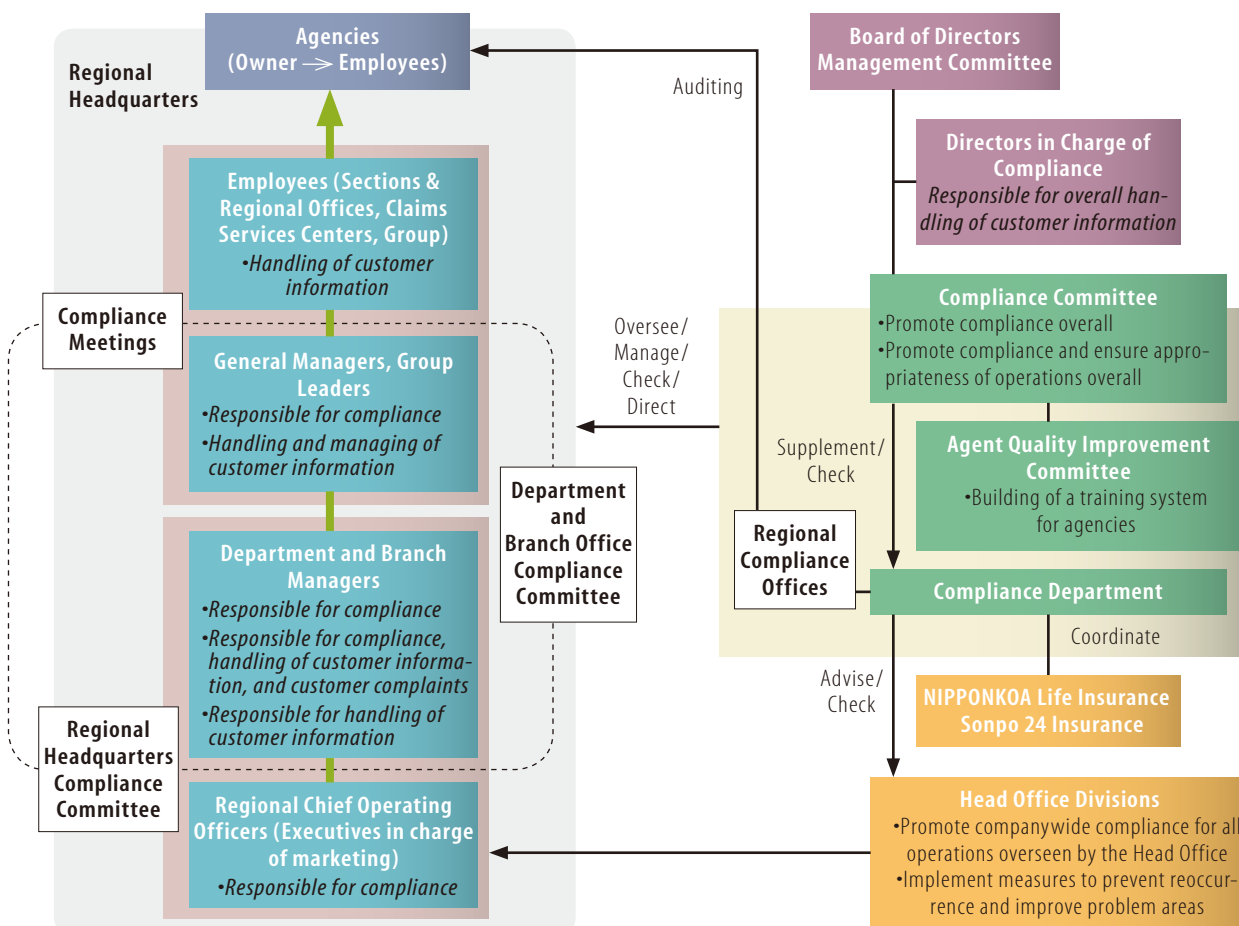 Regional
Headquarters
Agencies
(Owner → Employees)
Employees (Sections &
Regional Offices, Claims
Services Centers, Group)
•Handling of customer
information
Compliance
Meetings
General Managers, Group
Leaders
•Responsible for compliance
•Handling and managing of
customer information
Department
and
Branch Office
Compliance
Committee
Department and Branch
Managers
•Responsible for compliance
•Responsible for compliance,
handling of customer informa-
tion, and customer complaints
•Responsible for handling of
customer information
Regional
Headquarters
Compliance
Committee
Regional Chief Operating
Officers (Executives in charge
of marketing)
•Responsible for compliance
Auditing
Oversee/
Manage/
Check/
Direct
Board of Directors
Management Committee
Directors in Charge of
Compliance
Responsible for overall han-
dling of customer information
Compliance Committee
•Promote compliance overall
•Promote compliance and ensure appro-
priateness of operations overall
Supplement/
Check
Agent Quality Improvement
Committee
•Building of a training system
for agencies
Regional
Compliance
Offices
Compliance Department
Coordinate
Advise/
Check
NIPPONKOA Life Insurance
Sonpo 24 Insurance
Head Office Divisions
•Promote companywide compliance for all
operations overseen by the Head Office
•Implement measures to prevent reoccur-
rence and improve problem areas